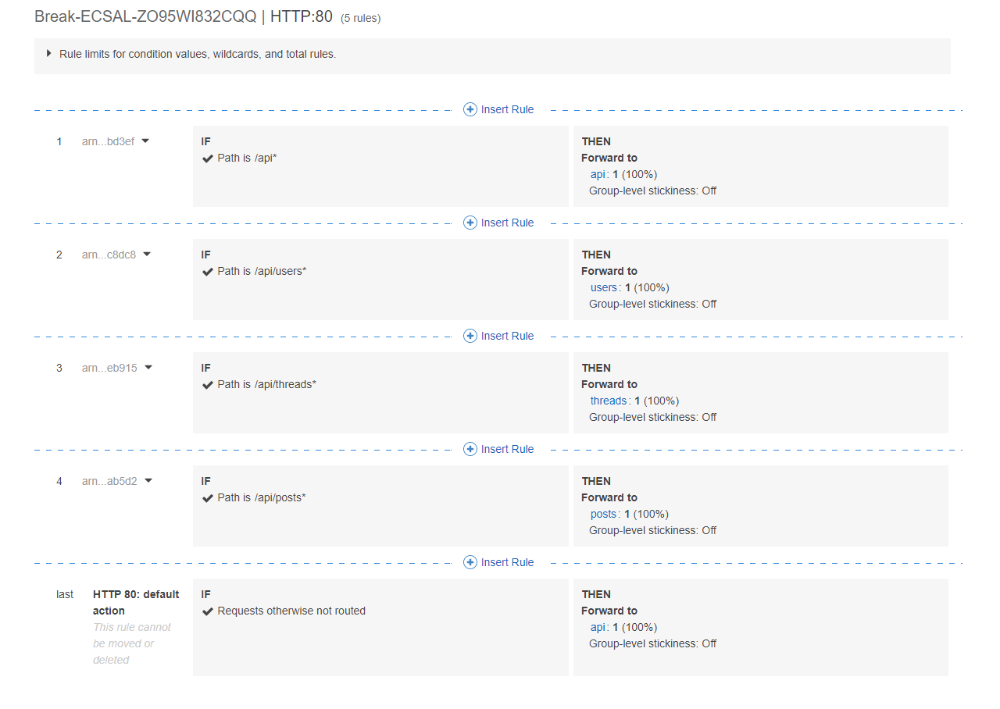 Break-ECSAL-ZO95WI832CQQ | HTTP:80 (5 rules)
Rule limits for condition values, wildcards, and total rules.
Insert Rule
1 arn...bd3ef IF THEN
Path is /api* Forward to
api: 1 (100%)
Group-level stickiness: Off
Insert Rule
2 arn...c8dc8 IF THEN
Path is /api/users* Forward to
users: 1 (100%)
Group-level stickiness: Off
Insert Rule
3 arn...eb915 IF THEN
Path is /api/threads* Forward to
threads: 1 (100%)
Group-level stickiness: Off
Insert Rule
4 arn...ab5d2 IF THEN
Path is /api/posts* Forward to
posts: 1 (100%)
Group-level stickiness: Off
Insert Rule
last HTTP 80: default IF THEN
action Requests otherwise not routed Forward to
This rule cannot api: 1 (100%)
be moved or Group-level stickiness: Off
deleted